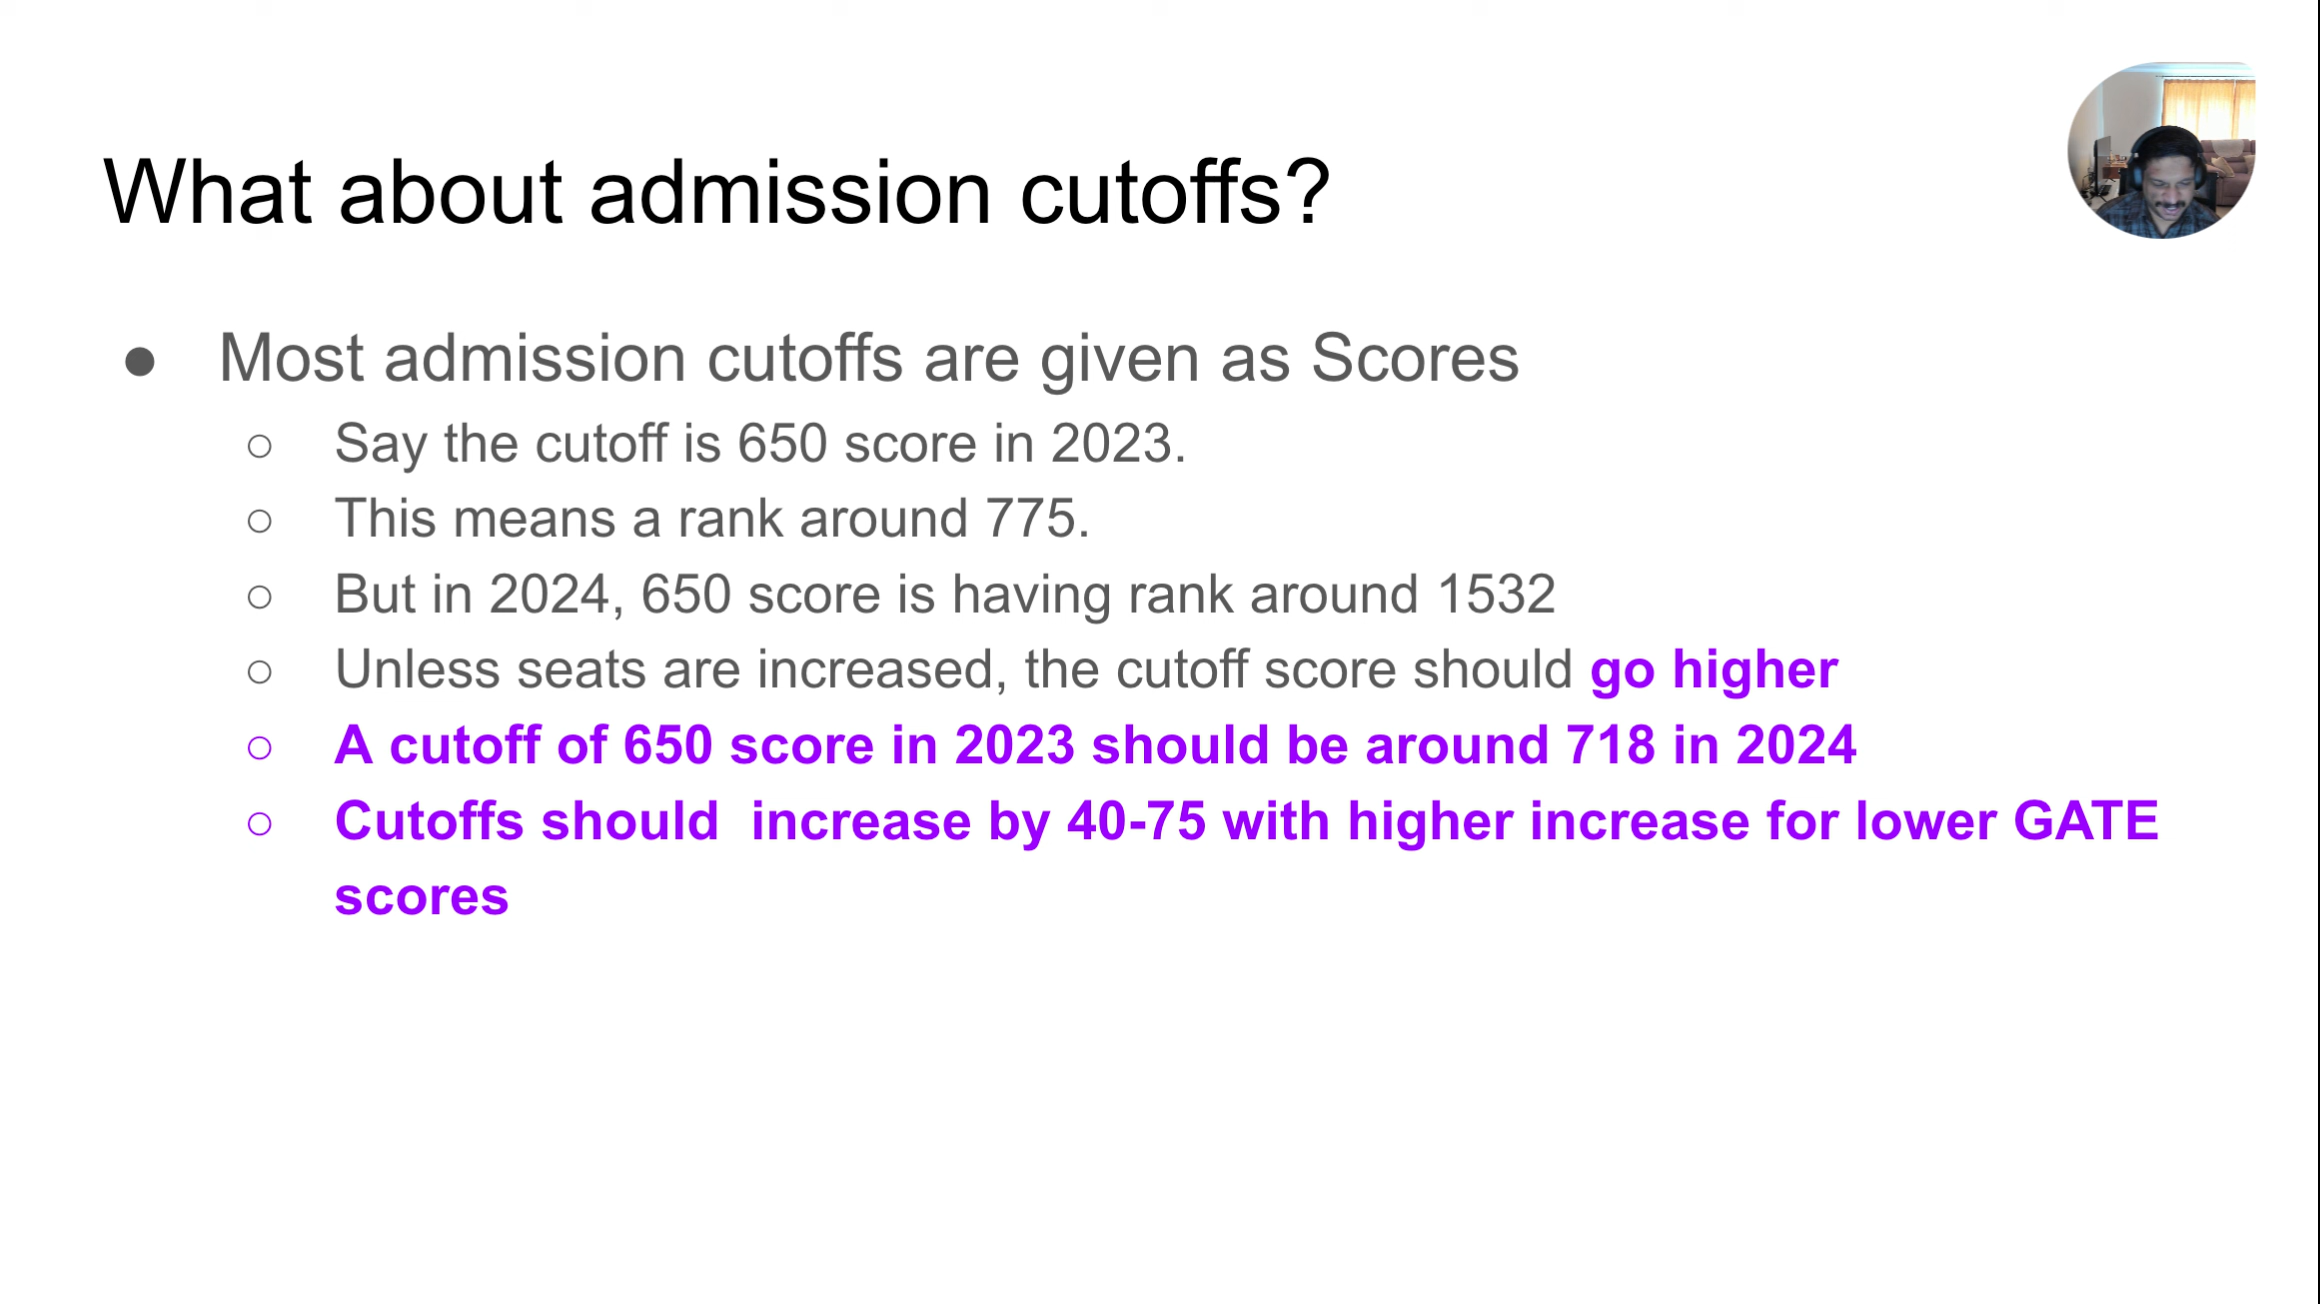 What about admission cutoffs?
● Most admission cutoffs are given as Scores
○ Say the cutoff is 650 score in 2023.
○ This means a rank around 775.
○ But in 2024, 650 score is having rank around 1532
○ Unless seats are increased, the cutoff score should go higher
○ A cutoff of 650 score in 2023 should be around 718 in 2024
○ Cutoffs should  increase by 40-75 with higher increase for lower GATE
scores